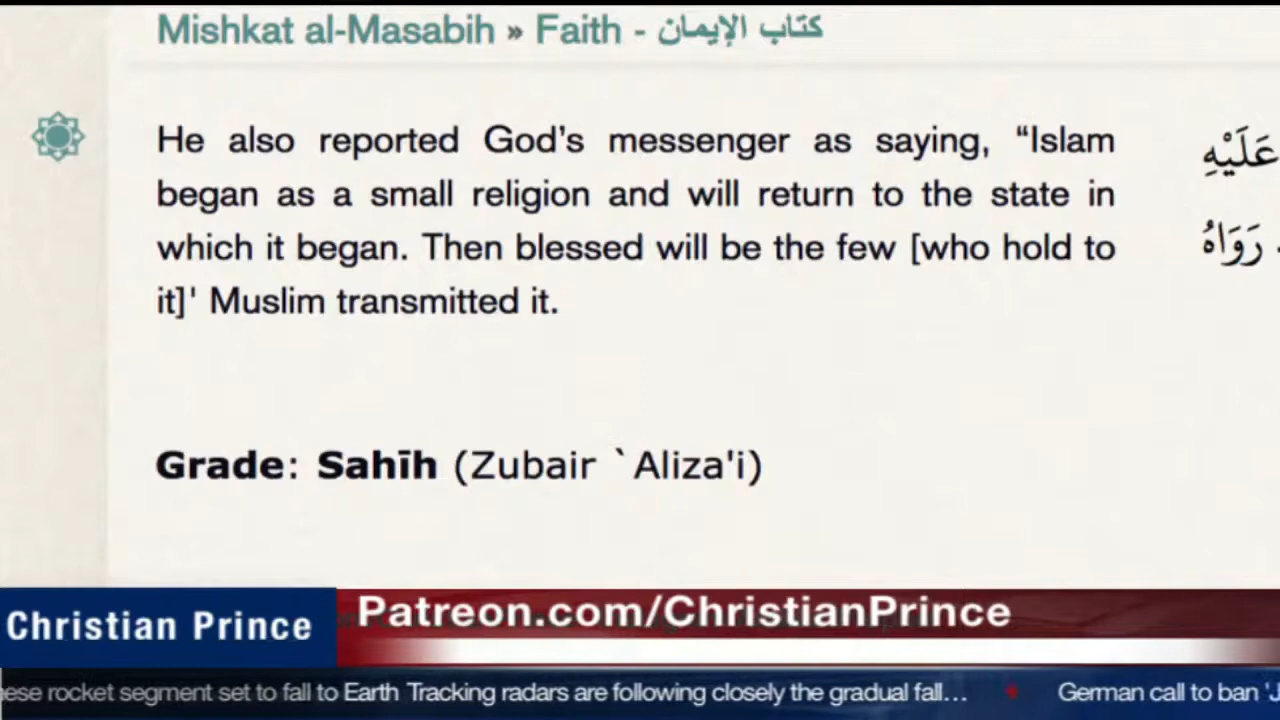 Mishkat al-Masabih » Faith - كتاب الإيمان
He also reported God's messenger as saying, “Islam
began as a small religion and will return to the state in
which it began. Then blessed will be the few [who hold to
it]' Muslim transmitted it.
عَلَيْهِ
رَوَاهُ
Grade: Sahīh (Zubair `Aliza'i)
Christian Prince
Patreon.com/ChristianPrince
ese rocket segment set to fall to Earth Tracking radars are following closely the gradual fall... German call to ban 'J